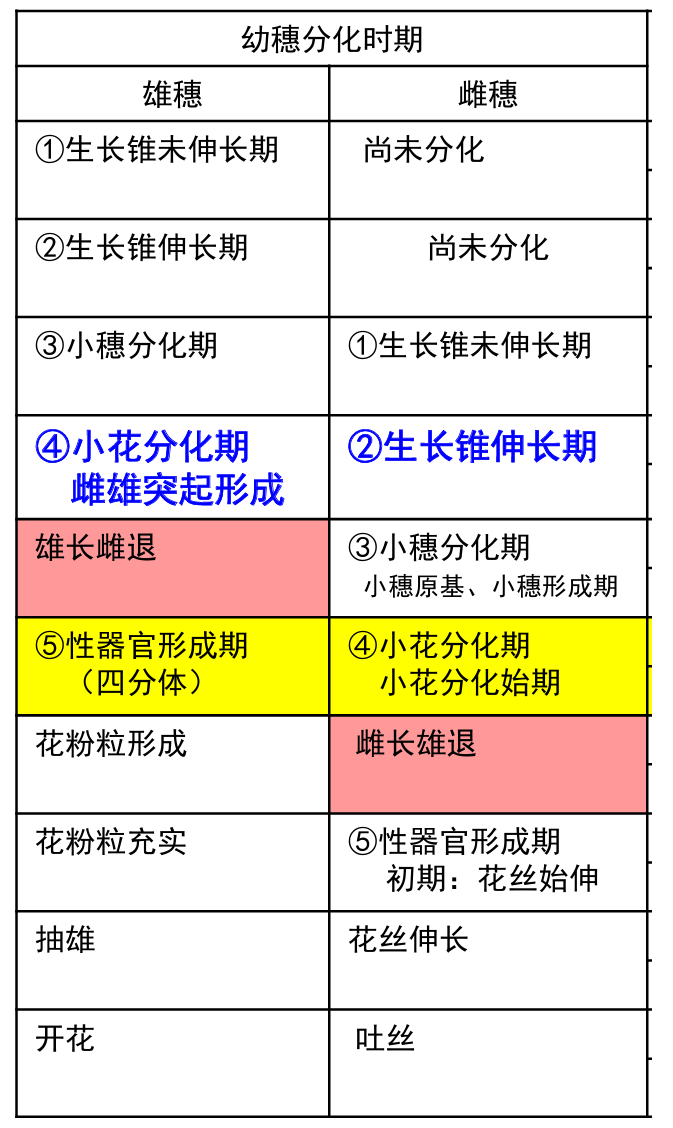 幼穗分化时期
雄穗
雌穗
①生长锥未伸长期
尚未分化
②生长锥伸长期
尚未分化
③小穗分化期
①生长锥未伸长期
④小花分化期
雌雄突起形成
②生长锥伸长期
雄长雌退
③小穗分化期
小穗原基、小穗形成期
⑤性器官形成期
（四分体）
④小花分化期
小花分化始期
花粉粒形成
雌长雄退
花粉粒充实
⑤性器官形成期
初期：花丝始伸
抽雄
花丝伸长
开花
吐丝